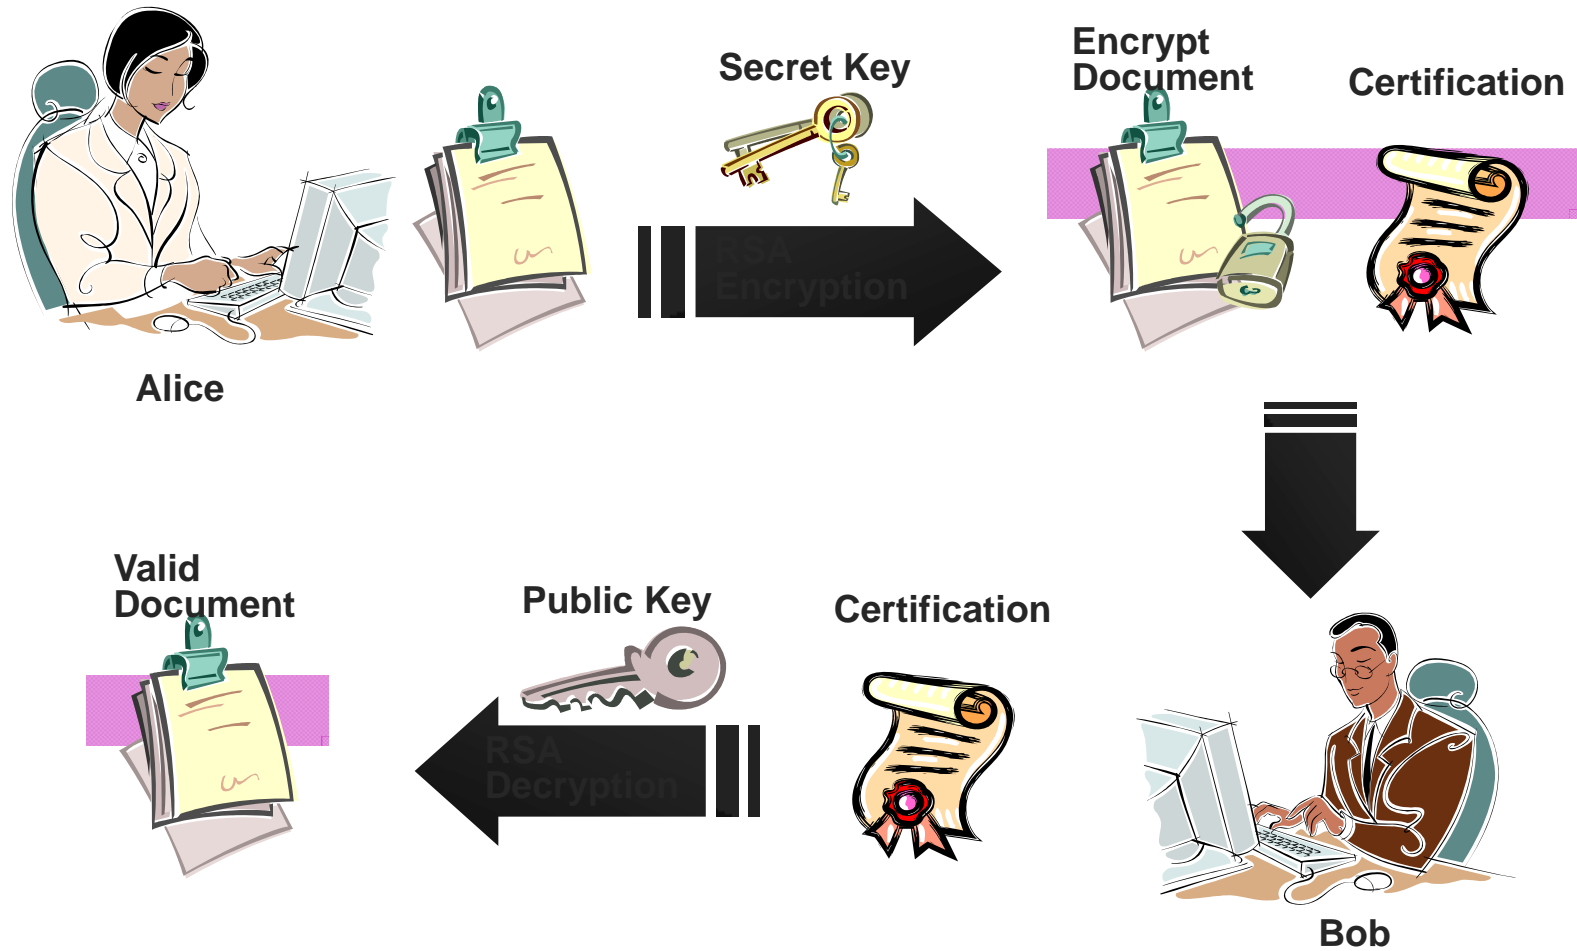 Secret Key
Encrypt
Document
Certification
RSA
Encryption
Alice
Valid
Document
Public Key
Certification
RSA
Decryption
Bob